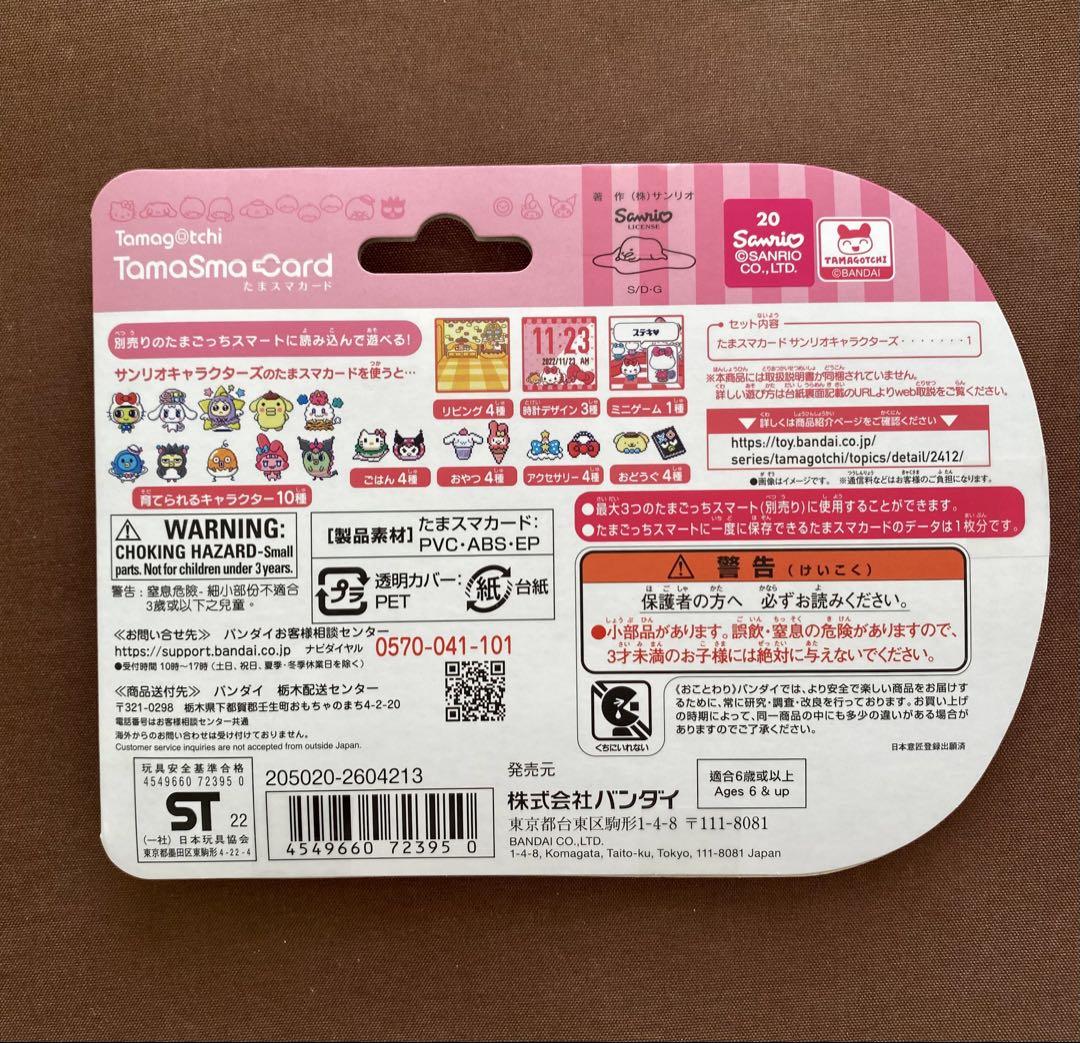 Tamagotchi
TamaSma Card
たまスマカード
著作(株)サンリオ
Sanrio
LICENSE
S/D・G
20
Sanrio
©SANRIO
CO.,LTD.
TAMAGOTCHI
©BANDAI
別売りのたまごっちスマートに読み込んで遊べる!
サンリオキャラクターズのたまスマカードを使うと…
育てられるキャラクター10種
11:23
2022/11/23 AM
ステキ♥
リビング 4種
時計デザイン 3種
ミニゲーム 1種
ごはん 4種
おやつ 4種
アクセサリー 4種
おどうぐ 4種
セット内容
たまスマカード サンリオキャラクターズ・・・・・・・1
※本商品には取扱説明書が同梱されていません。
詳しい遊び方は台紙裏面記載のURLよりweb取説をご覧ください。
▼ 詳しくは商品紹介ページをご確認ください ▼
https://toy.bandai.co.jp/
series/tamagotchi/topics/detail/2412/
●画像はイメージです。 ※通信料などはお客様のご負担になります。
●最大3つのたまごっちスマート(別売り)に使用することができます。
●たまごっちスマートに一度に保存できるたまスマカードのデータは1枚分です。
WARNING:
CHOKING HAZARD-Small
parts. Not for children under 3 years.
警告:窒息危險-細小部份不適合
3歲或以下之兒童。
[製品素材] たまスマカード:
PVC・ABS・EP
プラ 透明カバー:
PET
紙 台紙
警告(けいこく)
保護者の方へ 必ずお読みください。
●小部品があります。誤飲・窒息の危険がありますので、
3才未満のお子様には絶対に与えないでください。
≪お問い合せ先≫ バンダイお客様相談センター
https://support.bandai.co.jp ナビダイヤル 0570-041-101
●受付時間 10時〜17時(土日、祝日、夏季・冬季休業日を除く)
≪商品送付先≫ バンダイ 栃木配送センター
〒321-0298 栃木県下都賀郡壬生町おもちゃのまち4-2-20
電話番号はお客様相談センター共通
海外からのお問い合わせは受け付けておりません。
Customer service inquiries are not accepted from outside Japan.
くちにいれない
《おことわり》バンダイでは、より安全で楽しい商品をお届けす
るために、常に研究・調査・改良を行っております。お買い上げ
の時期によって、同一商品の中にも多少の違いがある場合が
ありますのでご了承ください。
日本意匠登録出願済
玩具安全基準合格
4549660 72395 0
ST 22
(一社)日本玩具協会
東京都墨田区東駒形4-22-4
205020-2604213
4549660 723950
発売元
株式会社バンダイ
東京都台東区駒形1-4-8 〒111-8081
BANDAI CO.,LTD.
1-4-8, Komagata, Taito-ku, Tokyo, 111-8081 Japan
適合6歲或以上
Ages 6 & up